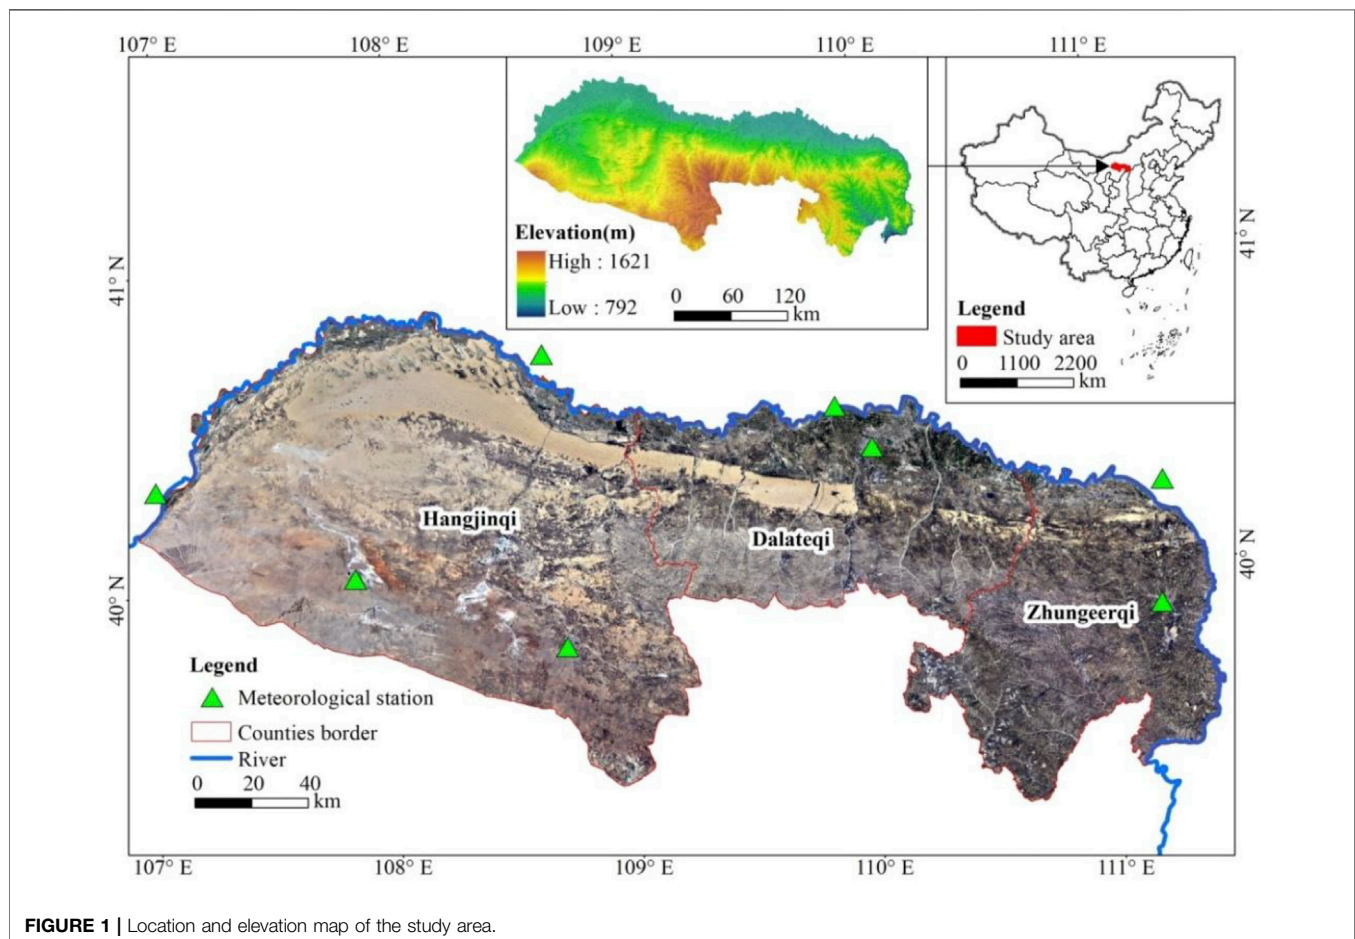 107° E 108° E 109° E 110° E 111° E
Elevation(m)
High : 1621
Low : 792
0 60 120
km
Legend
Study area
0 1100 2200
km
41° N
41° N
40° N
40° N
Hangjinqi
Dalateqi
Zhungeerqi
Legend
Meteorological station
Counties border
River
0 20 40
km
107° E 108° E 109° E 110° E 111° E
FIGURE 1 | Location and elevation map of the study area.